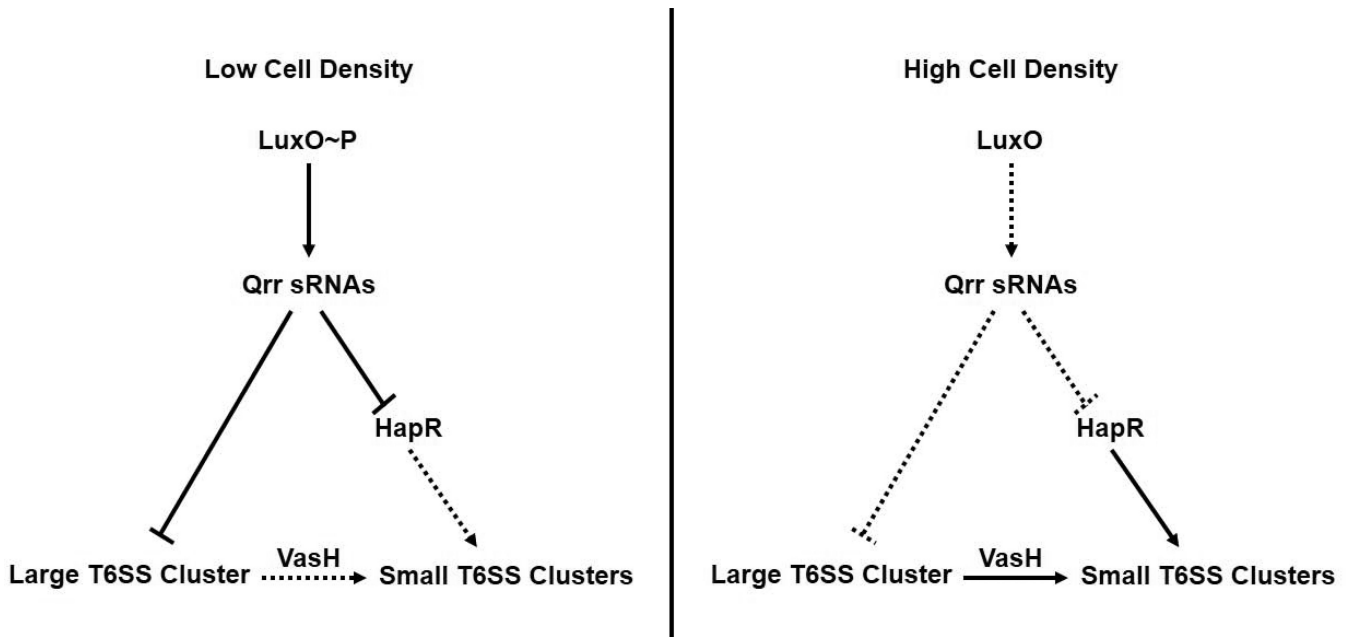 Low Cell Density
LuxO~P
Qrr sRNAs
HapR
VasH
Large T6SS Cluster
Small T6SS Clusters
High Cell Density
LuxO
Qrr sRNAs
HapR
VasH
Large T6SS Cluster
Small T6SS Clusters